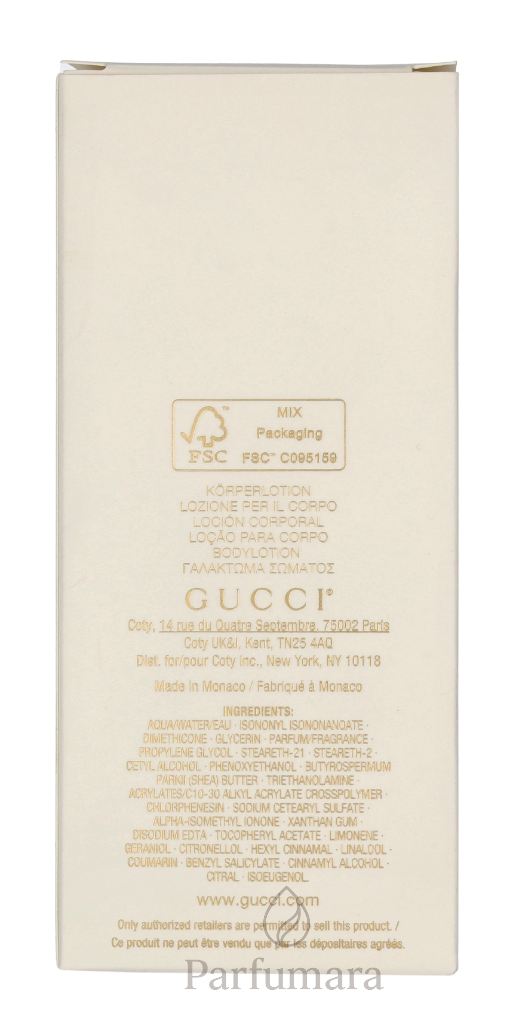 FSC™
MIX
Packaging
FSC™ C095159
KÖRPERLOTION
LOZIONE PER IL CORPO
LOCIÓN CORPORAL
LOÇÃO PARA CORPO
BODYLOTION
ΓΑΛΑΚΤΩΜΑ ΣΩΜΑΤΟΣ
GUCCI®
Coty, 14 rue du Quatre Septembre. 75002 Paris
Coty UK&I, Kent, TN25 4AQ
Dist. for/pour Coty Inc., New York, NY 10118
Made in Monaco / Fabriqué à Monaco
INGREDIENTS:
AQUA/WATER/EAU · ISONONYL ISONONANOATE ·
DIMETHICONE · GLYCERIN · PARFUM/FRAGRANCE ·
PROPYLENE GLYCOL · STEARETH-21 · STEARETH-2 ·
CETYL ALCOHOL · PHENOXYETHANOL · BUTYROSPERMUM
PARKII (SHEA) BUTTER · TRIETHANOLAMINE ·
ACRYLATES/C10-30 ALKYL ACRYLATE CROSSPOLYMER ·
CHLORPHENESIN · SODIUM CETEARYL SULFATE ·
ALPHA-ISOMETHYL IONONE · XANTHAN GUM ·
DISODIUM EDTA · TOCOPHERYL ACETATE · LIMONENE ·
GERANIOL · CITRONELLOL · HEXYL CINNAMAL · LINALOOL ·
COUMARIN · BENZYL SALICYLATE · CINNAMYL ALCOHOL ·
CITRAL · ISOEUGENOL.
www.gucci.com
Only authorized retailers are permitted to sell this product. /
Ce produit ne peut être vendu que par les dépositaires agréés.
Parfumara